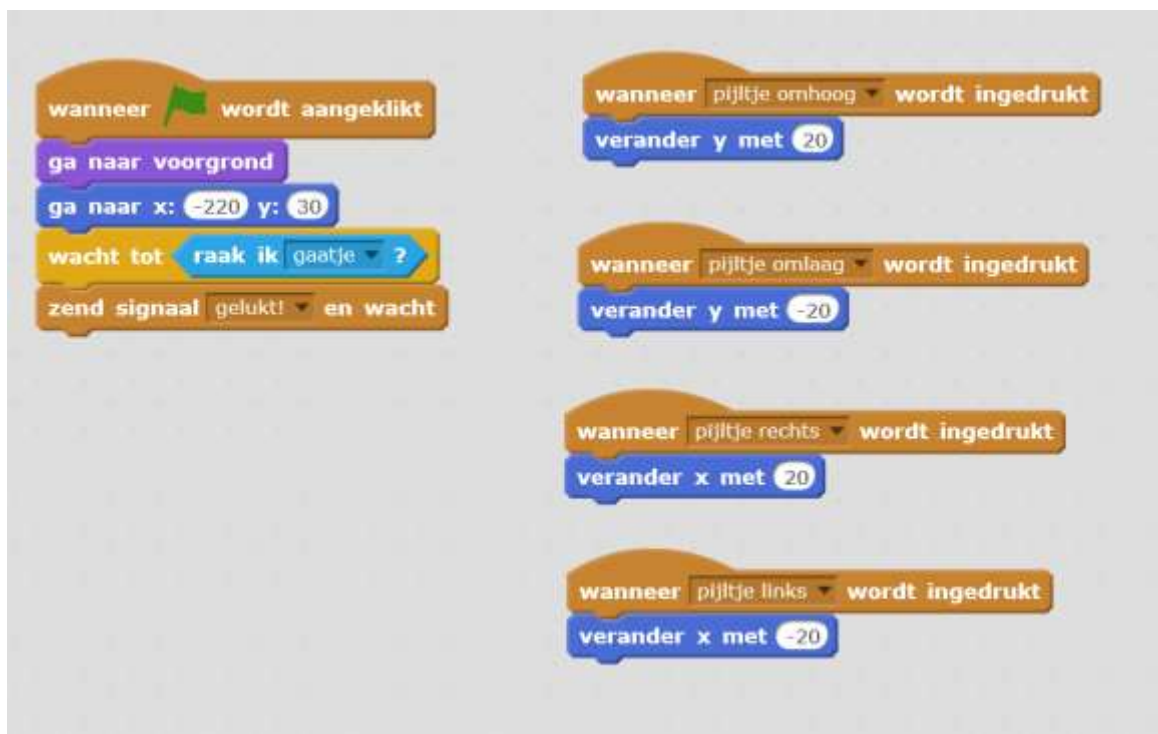 wanneer wordt aangeklikt
ga naar voorgrond
ga naar x: -220 y: 30
wacht tot raak ik gaatje ?
zend signaal gelukt! en wacht
wanneer pijltje omhoog wordt ingedrukt
verander y met 20
wanneer pijltje omlaag wordt ingedrukt
verander y met -20
wanneer pijltje rechts wordt ingedrukt
verander x met 20
wanneer pijltje links wordt ingedrukt
verander x met -20